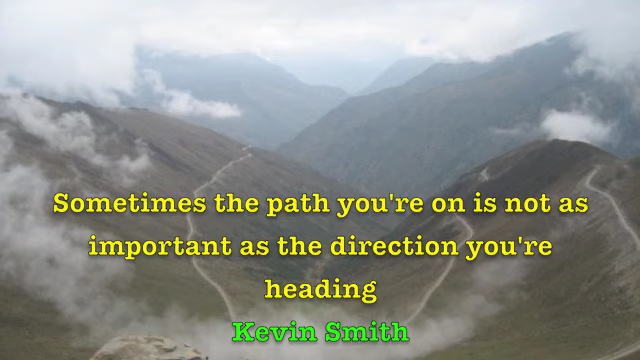 Sometimes the path you're on is not as
important as the direction you're
heading
Kevin Smith